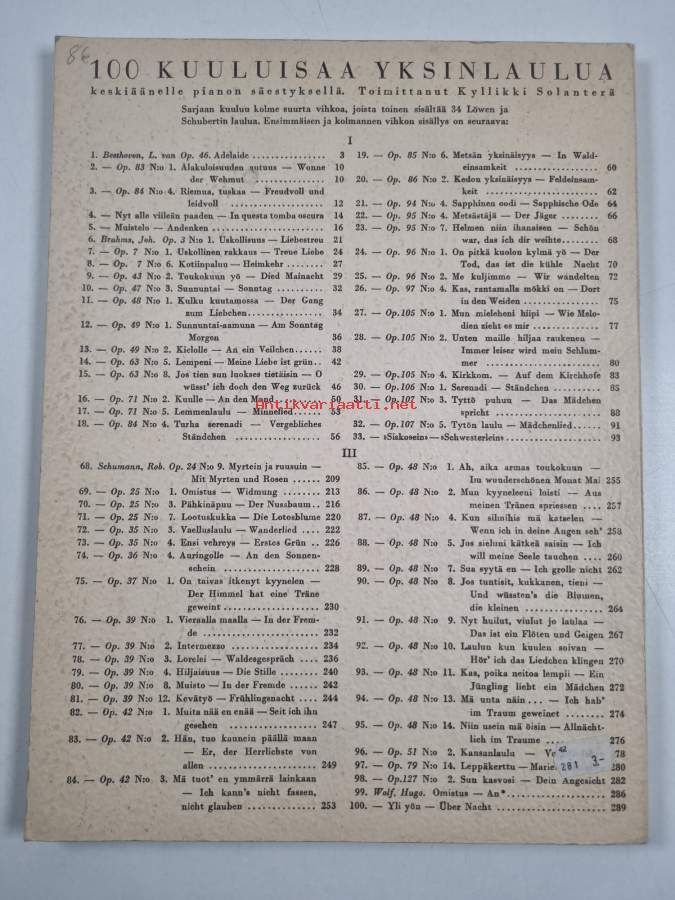 86
100 KUULUISAA YKSINLAULUA
keskiäänelle pianon säestyksellä. Toimittanut Kyllikki Solanterä
Sarjaan kuuluu kolme suurta vihkoa, joista toinen sisältää 34 Löwen ja
Schubertin laulua. Ensimmäisen ja kolmannen vihkon sisällys on seuraava:
I
1. Beethoven, L. van Op. 46. Adelaide ............... 3
2. — Op. 83 N:o 1. Alakuloisuuden autuus — Wonne 10
der Wehmut .............. 10
3. — Op. 84 N:o 4. Riemua, tuskaa — Freudvoll und
leidvoll .................. 12
4. — Nyt alle viileän paaden — In questa tomba oscura 14
5. — Muistelo — Andenken ....................... 16
6. Brahms, Joh. Op. 3 N:o 1. Uskollisuus — Liebestreu 21
7. — Op. 7 N:o 1. Uskollinen rakkaus — Treue Liebe 24
8. — Op. 7 N:o 6. Kotiinpaluu — Heimkehr ........ 27
9. — Op. 43 N:o 2. Toukokuun yö — Died Mainacht 29
10. — Op. 47 N:o 3. Sunnuntai — Sonntag .......... 32
11. — Op. 48 N:o 1. Kulku kuutamossa — Der Gang
zum Liebchen............... 34
12. — Op. 49 N:o 1. Sunnuntai-aamuna — Am Sonntag
Morgen 36
13. — Op. 49 N:o 2. Kielolle — An ein Veilchen...... 38
14. — Op. 63 N:o 5. Lempeni — Meine Liebe ist grün.. 42
15. — Op. 63 N:o 8. Jos tien sun luokses tietäisin — O
wüsst' ich doch den Weg zurück 46
16. — Op. 71 N:o 2. Kuulle — An den Mond ........ 50
17. — Op. 71 N:o 5. Lemmenlaulu — Minnelied...... 53
18. — Op. 84 N:o 4. Turha serenadi — Vergebliches
Ständchen .................. 56
19. — Op. 85 N:o 6. Metsän yksinäisyys — In Wald-
einsamkeit ................. 60
20. — Op. 86 N:o 2. Kedon yksinäisyys — Feldeinsam-
keit ...................... 62
21. — Op. 94 N:o 4. Sapphinen oodi — Sapphische Ode 64
22. — Op. 95 N:o 4. Metsästäjä — Der Jäger ........ 66
23. — Op. 95 N:o 7. Helmen niin ihanaisen — Schön
war, das ich dir weihte........ 68
24. — Op. 96 N:o 1. On pitkä kuolon kylmä yö — Der
Tod, das ist die kühle Nacht 70
25. — Op. 96 N:o 2. Me kuljimme — Wir wandelten 72
26. — Op. 97 N:o 4. Kas, rantamalla mökki on — Dort
in den Weiden .............. 75
27. — Op.105 N:o 1. Mun mieleheni hiipi — Wie Melo-
dien zieht es mir ............ 77
28. — Op.105 N:o 2. Unten maille hiljaa raukenen —
Immer leiser wird mein Schlum-
mer ...................... 80
29. — Op.105 N:o 4. Kirkkom. — Auf dem Kirchhofe 83
30. — Op.106 N:o 1. Serenadi — Ständchen .......... 85
31. — Op.107 N:o 3. Tyttö puhuu — Das Mädchen
spricht .................... 88
32. — Op.107 N:o 5. Tytön laulu — Mädchenlied...... 91
33. — »Siskosein» — »Schwesterlein» ................ 93
Antikvariaatti.net
III
68. Schumann, Rob. Op. 24 N:o 9. Myrtein ja ruusuin —
Mit Myrten und Rosen ...... 209
69. — Op. 25 N:o 1. Omistus — Widmung ........ 213
70. — Op. 25 N:o 3. Pähkinäpuu — Der Nussbaum.. 216
71. — Op. 25 N:o 7. Lootuskukka — Die Lotosblume 220
72. — Op. 35 N:o 3. Vaelluslaulu — Wanderlied .... 222
73. — Op. 35 N:o 4. Ensi vehreys — Erstes Grün .. 226
74. — Op. 36 N:o 4. Auringolle — An den Sonnen-
schein .................... 228
75. — Op. 37 N:o 1. On taivas itkenyt kyynelen —
Der Himmel hat eine Träne
geweint .................... 230
76. — Op. 39 N:o 1. Vieraalla maalla — In der Frem-
de ........................ 232
77. — Op. 39 N:o 2. Intermezzo .................. 234
78. — Op. 39 N:o 3. Lorelei — Waldesgespräch .... 236
79. — Op. 39 N:o 4. Hiljaisuus — Die Stille ........ 240
80. — Op. 39 N:o 8. Muisto — In der Fremde ...... 242
81. — Op. 39 N:o 12. Kevätyö — Frühlingsnacht .... 244
82. — Op. 42 N:o 1. Muita nää en enää — Seit ich ihn
gesehen .................. 247
83. — Op. 42 N:o 2. Hän, tuo kaunein päällä maan
— Er, der Herrlichste von
allen ...................... 249
84. — Op. 42 N:o 3. Mä tuot' en ymmärrä lainkaan
— Ich kann's nicht fassen,
nicht glauben .............. 253
85. — Op. 48 N:o 1. Ah, aika armas toukokuun —
Im wunderschönen Monat Mai 255
86. — Op. 48 N:o 2. Mun kyyneleeni loisti — Aus
meinen Tränen spriessen .... 257
87. — Op. 48 N:o 4. Kun silmihis mä katselen —
Wenn ich in deine Augen seh' 258
88. — Op. 48 N:o 5. Jos sieluni kätkeä saisin — Ich
will meine Seele tauchen .... 260
89. — Op. 48 N:o 7. Sua syytä en — Ich grolle nicht 262
90. — Op. 48 N:o 8. Jos tuntisit, kukkanen, tieni —
Und wüssten's die Blumen,
die kleinen ................ 264
91. — Op. 48 N:o 9. Nyt huilut, viulut jo laulaa —
Das ist ein Flöten und Geigen 267
92. — Op. 48 N:o 10. Laulun kun kuulen soivan —
Hör' ich das Liedchen klingen 270
93. — Op. 48 N:o 11. Kas, poika neitoa lempii — Ein
Jüngling liebt ein Mädchen 272
94. — Op. 48 N:o 13. Mä unta näin... — Ich hab'
im Traum geweinet .......... 274
95. — Op. 48 N:o 14. Niin usein mä öisin — Allnächt-
lich im Traume ... 276
96. — Op. 51 N:o 2. Kansanlaulu — 78
97. — Op. 79 N:o 14. Leppäkerttu — Marie 280
42
281 3.-
98. — Op.127 N:o 2. Sun kasvosi — Dein Angesicht 282
99. Wolf, Hugo. Omistus — An* .................. 286
100. — Yli yön — Über Nacht ...................... 289